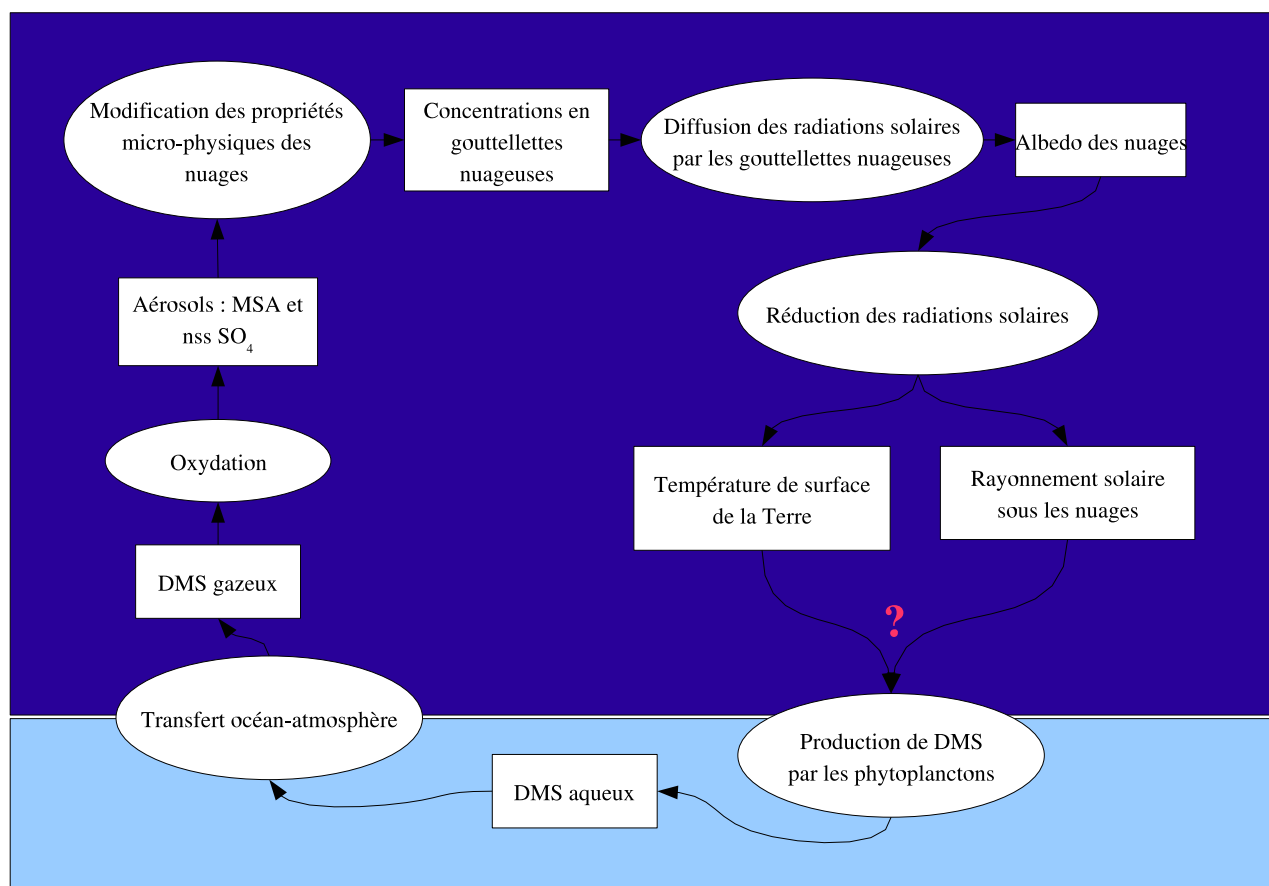 Modification des propriétés
micro-physiques des
nuages
Concentrations en
gouttellettes
nuageuses
Diffusion des radiations solaires
par les gouttellettes nuageuses
Albedo des nuages
Aérosols : MSA et
nss SO₄
Réduction des radiations solaires
Oxydation
Température de surface
de la Terre
Rayonnement solaire
sous les nuages
DMS gazeux
?
Transfert océan-atmosphère
Production de DMS
par les phytoplanctons
DMS aqueux